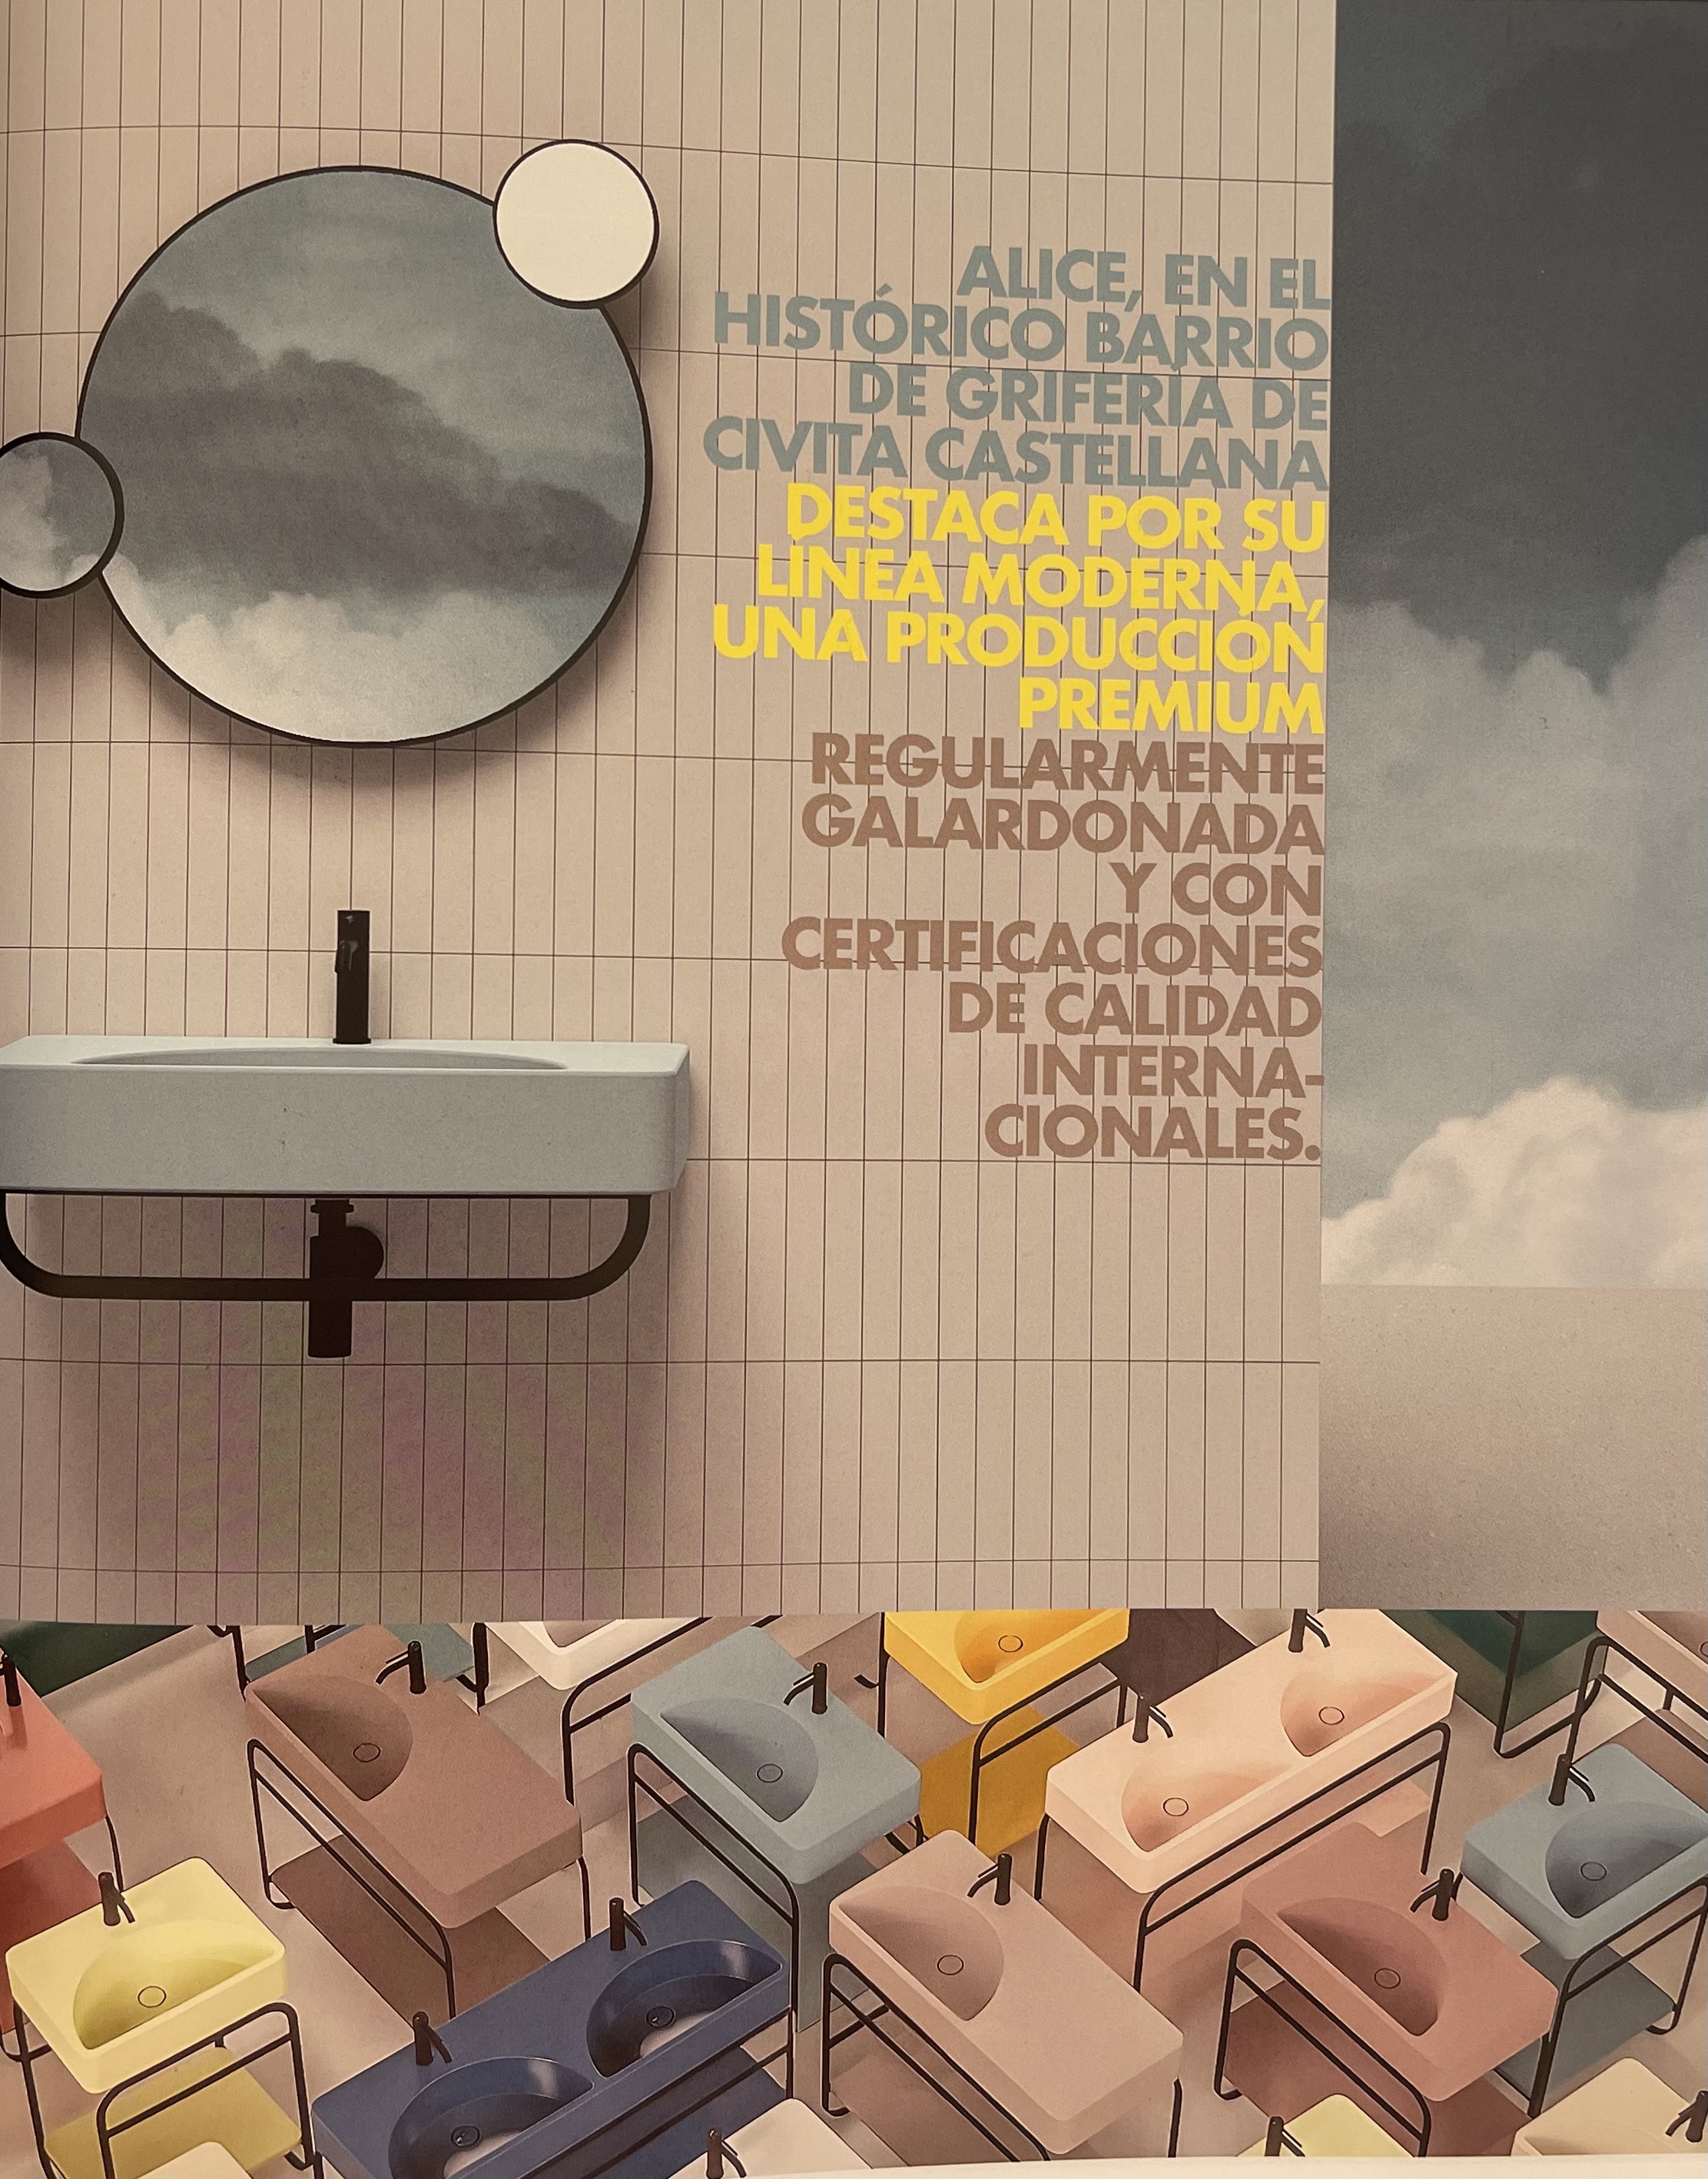 ALICE, EN EL
HISTÓRICO BARRIO
DE GRIFERÍA DE
CIVITA CASTELLANA
DESTACA POR SU
LÍNEA MODERNA,
UNA PRODUCCIÓN
PREMIUM
REGULARMENTE
GALARDONADA
Y CON
CERTIFICACIONES
DE CALIDAD
INTERNA-
CIONALES.